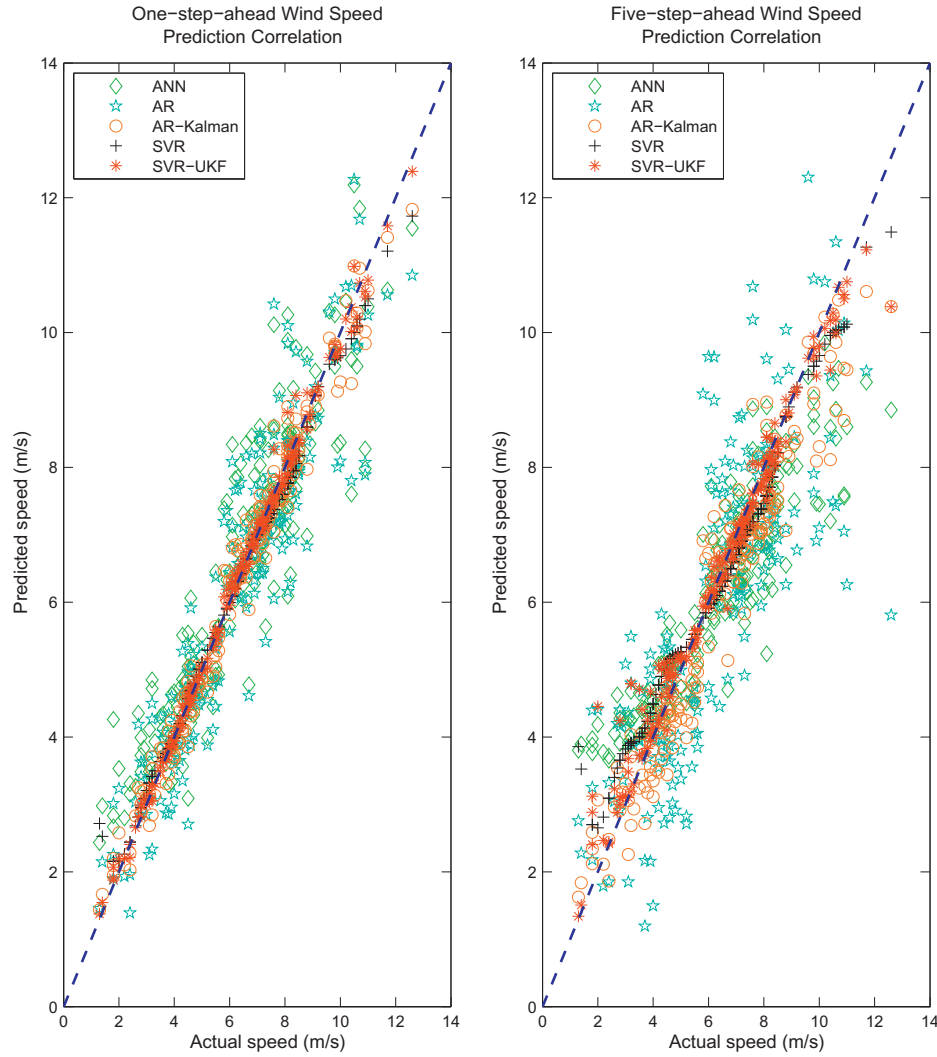 One−step−ahead Wind Speed
Prediction Correlation
14
12
10
8
6
4
2
0
Predicted speed (m/s)
ANN
AR
AR−Kalman
SVR
SVR−UKF
0 2 4 6 8 10 12 14
Actual speed (m/s)
Five−step−ahead Wind Speed
Prediction Correlation
14
12
10
8
6
4
2
0
Predicted speed (m/s)
ANN
AR
AR−Kalman
SVR
SVR−UKF
0 2 4 6 8 10 12 14
Actual speed (m/s)